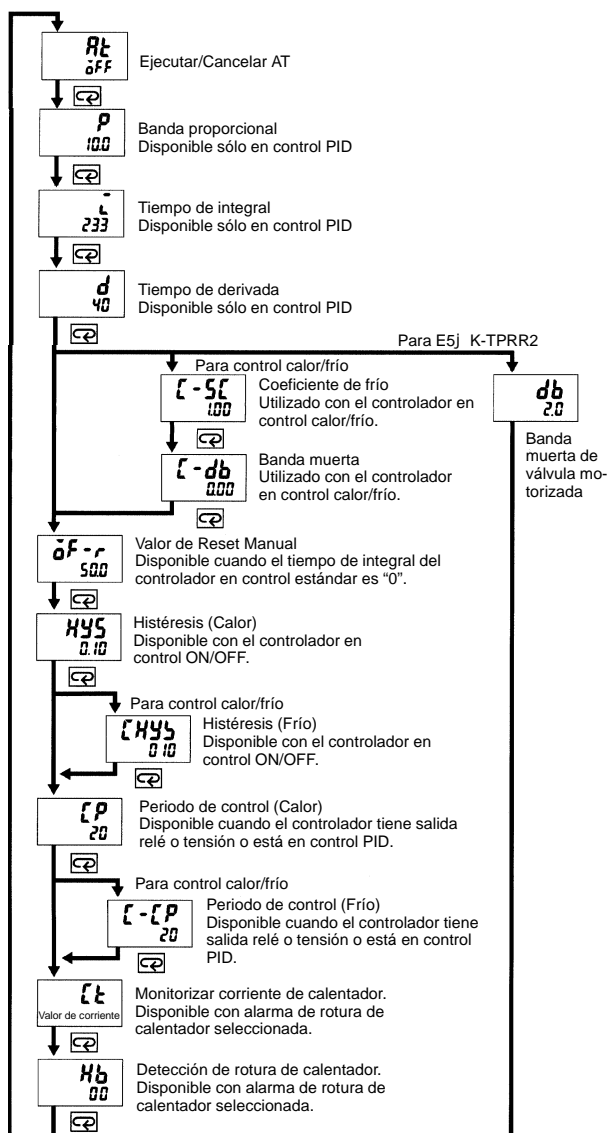 At
öFF
Ejecutar/Cancelar AT
P
10.0
Banda proporcional
Disponible sólo en control PID
i
233
Tiempo de integral
Disponible sólo en control PID
d
40
Tiempo de derivada
Disponible sólo en control PID
Para E5j K-TPRR2
Para control calor/frío
C-SC
1.00
Coeficiente de frío
Utilizado con el controlador en
control calor/frío.
db
2.0
Banda
muerta de
válvula mo-
torizada
C-db
0.00
Banda muerta
Utilizado con el controlador
en control calor/frío.
öF-r
50.0
Valor de Reset Manual
Disponible cuando el tiempo de integral del
controlador en control estándar es “0”.
HYS
0.10
Histéresis (Calor)
Disponible con el controlador en
control ON/OFF.
Para control calor/frío
CHYS
0 10
Histéresis (Frío)
Disponible con el controlador en
control ON/OFF.
CP
20
Periodo de control (Calor)
Disponible cuando el controlador tiene salida
relé o tensión o está en control PID.
Para control calor/frío
C-CP
20
Periodo de control (Frío)
Disponible cuando el controlador tiene
salida relé o tensión o está en control
PID.
Ct
Valor de corriente
Monitorizar corriente de calentador.
Disponible con alarma de rotura de
calentador seleccionada.
Hb
00
Detección de rotura de calentador.
Disponible con alarma de rotura de
calentador seleccionada.